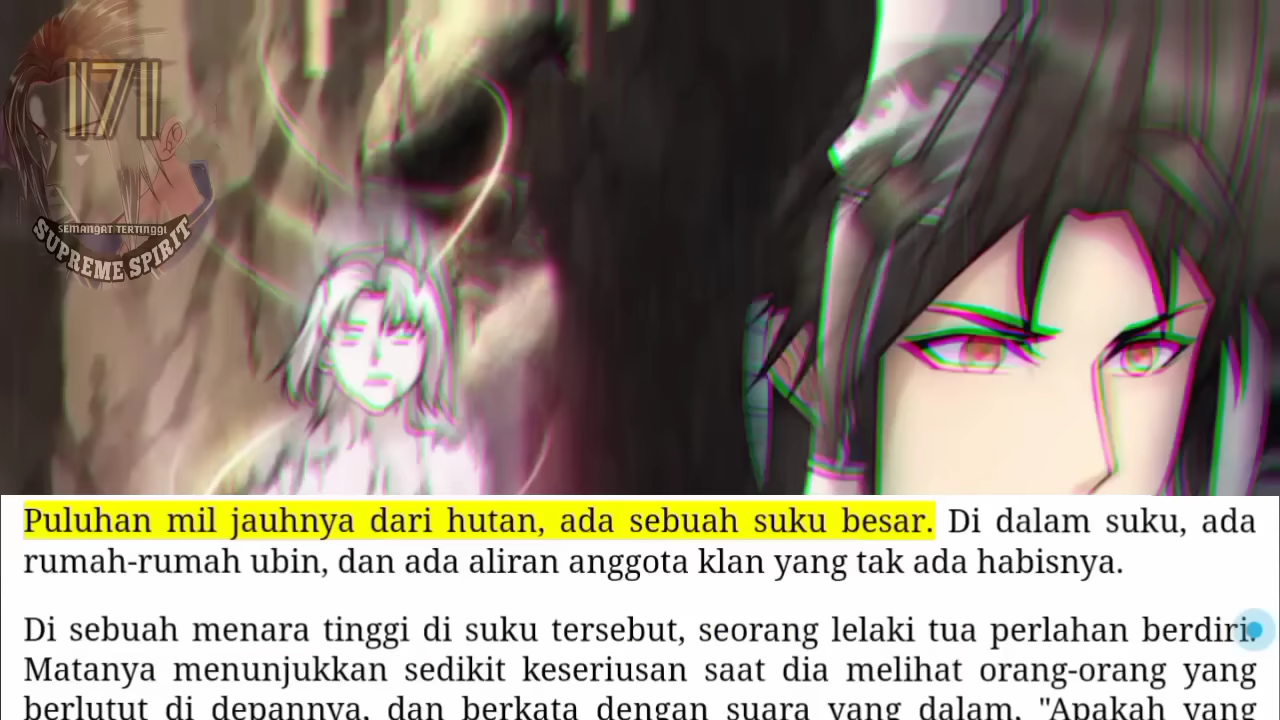 171
SEMANGAT TERTINGGI
SUPREME SPIRIT
Puluhan mil jauhnya dari hutan, ada sebuah suku besar. Di dalam suku, ada
rumah-rumah ubin, dan ada aliran anggota klan yang tak ada habisnya.
Di sebuah menara tinggi di suku tersebut, seorang lelaki tua perlahan berdiri.
Matanya menunjukkan sedikit keseriusan saat dia melihat orang-orang yang
berlutut di depannya, dan berkata dengan suara yang dalam, "Apakah yang